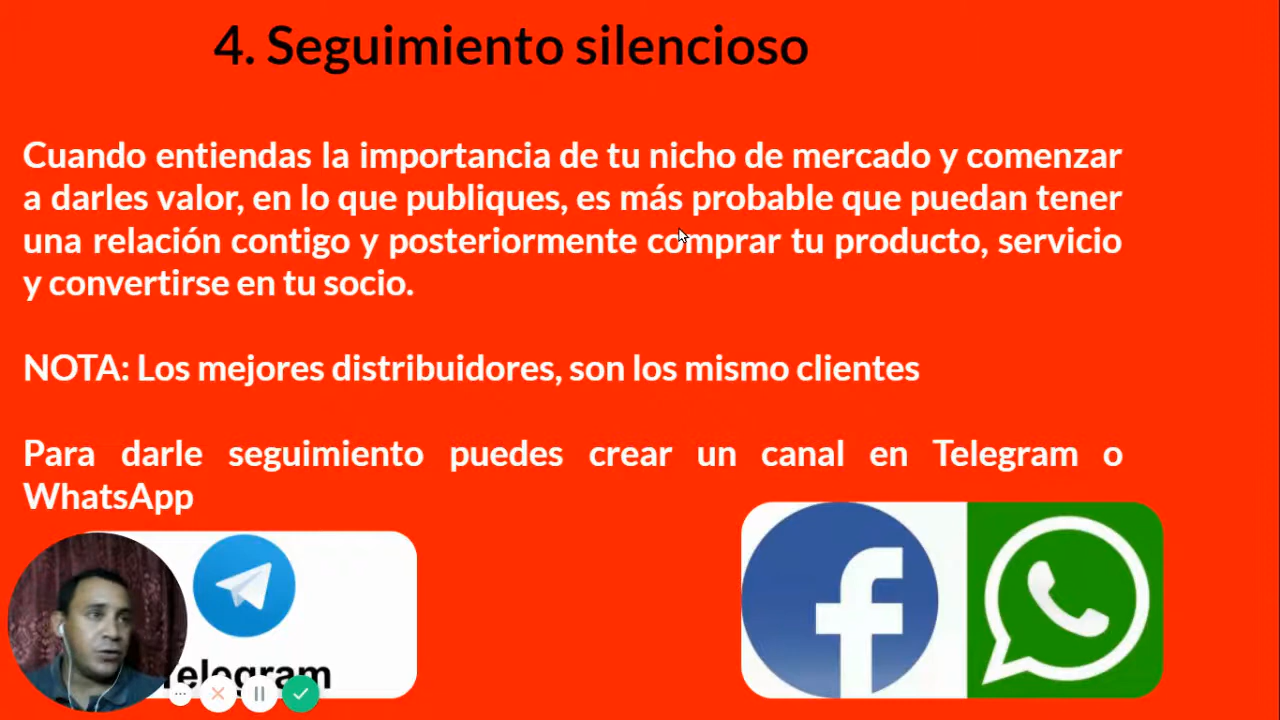 4. Seguimiento silencioso
Cuando entiendas la importancia de tu nicho de mercado y comenzar
a darles valor, en lo que publiques, es más probable que puedan tener
una relación contigo y posteriormente comprar tu producto, servicio
y convertirse en tu socio.
NOTA: Los mejores distribuidores, son los mismo clientes
Para darle seguimiento puedes crear un canal en Telegram o
WhatsApp
Telegram